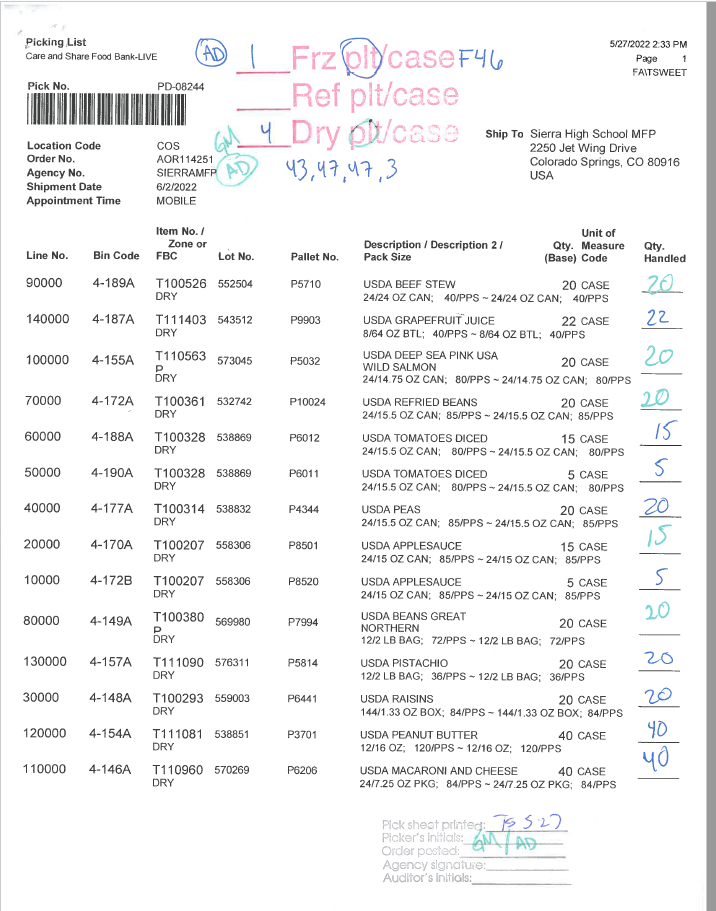 Picking List
Care and Share Food Bank-LIVE
5/27/2022 2:33 PM
Page 1
FAITSWEET
AD
1 Frz plt/case F46
Ref plt/case
GM AD 4 Dry plt/case
43,47,47,3
Pick No. PD-08244
Location Code COS
Order No. AOR114251
Agency No. SIERRAMFP
Shipment Date 6/2/2022
Appointment Time MOBILE
Ship To Sierra High School MFP
2250 Jet Wing Drive
Colorado Springs, CO 80916
USA
Line No. Bin Code Item No. / Zone or FBC Lot No. Pallet No. Description / Description 2 / Pack Size Qty. (Base) Unit of Measure Code Qty. Handled
90000 4-189A T100526 552504 P5710 USDA BEEF STEW 20 CASE 20
DRY 24/24 OZ CAN; 40/PPS ~ 24/24 OZ CAN; 40/PPS
140000 4-187A T111403 543512 P9903 USDA GRAPEFRUIT JUICE 22 CASE 22
DRY 8/64 OZ BTL; 40/PPS ~ 8/64 OZ BTL; 40/PPS
100000 4-155A T110563 573045 P5032 USDA DEEP SEA PINK USA 20 CASE 20
P WILD SALMON
DRY 24/14.75 OZ CAN; 80/PPS ~ 24/14.75 OZ CAN; 80/PPS
70000 4-172A T100361 532742 P10024 USDA REFRIED BEANS 20 CASE 20
DRY 24/15.5 OZ CAN; 85/PPS ~ 24/15.5 OZ CAN; 85/PPS
60000 4-188A T100328 538869 P6012 USDA TOMATOES DICED 15 CASE 15
DRY 24/15.5 OZ CAN; 80/PPS ~ 24/15.5 OZ CAN; 80/PPS
50000 4-190A T100328 538869 P6011 USDA TOMATOES DICED 5 CASE 5
DRY 24/15.5 OZ CAN; 80/PPS ~ 24/15.5 OZ CAN; 80/PPS
40000 4-177A T100314 538832 P4344 USDA PEAS 20 CASE 20
DRY 24/15.5 OZ CAN; 85/PPS ~ 24/15.5 OZ CAN; 85/PPS
20000 4-170A T100207 558306 P8501 USDA APPLESAUCE 15 CASE 15
DRY 24/15 OZ CAN; 85/PPS ~ 24/15 OZ CAN; 85/PPS
10000 4-172B T100207 558306 P8520 USDA APPLESAUCE 5 CASE 5
DRY 24/15 OZ CAN; 85/PPS ~ 24/15 OZ CAN; 85/PPS
80000 4-149A T100380 569980 P7994 USDA BEANS GREAT 20 CASE 20
P NORTHERN
DRY 12/2 LB BAG; 72/PPS ~ 12/2 LB BAG; 72/PPS
130000 4-157A T111090 576311 P5814 USDA PISTACHIO 20 CASE 20
DRY 12/2 LB BAG; 36/PPS ~ 12/2 LB BAG; 36/PPS
30000 4-148A T100293 559003 P6441 USDA RAISINS 20 CASE 20
DRY 144/1.33 OZ BOX; 84/PPS ~ 144/1.33 OZ BOX; 84/PPS
120000 4-154A T111081 538851 P3701 USDA PEANUT BUTTER 40 CASE 40
DRY 12/16 OZ; 120/PPS ~ 12/16 OZ; 120/PPS
110000 4-146A T110960 570269 P6206 USDA MACARONI AND CHEESE 40 CASE 40
DRY 24/7.25 OZ PKG; 84/PPS ~ 24/7.25 OZ PKG; 84/PPS
Pick sheet printed: 5.27
Picker's initials: GM/AD
Order posted:
Agency signature:
Auditor's initials: